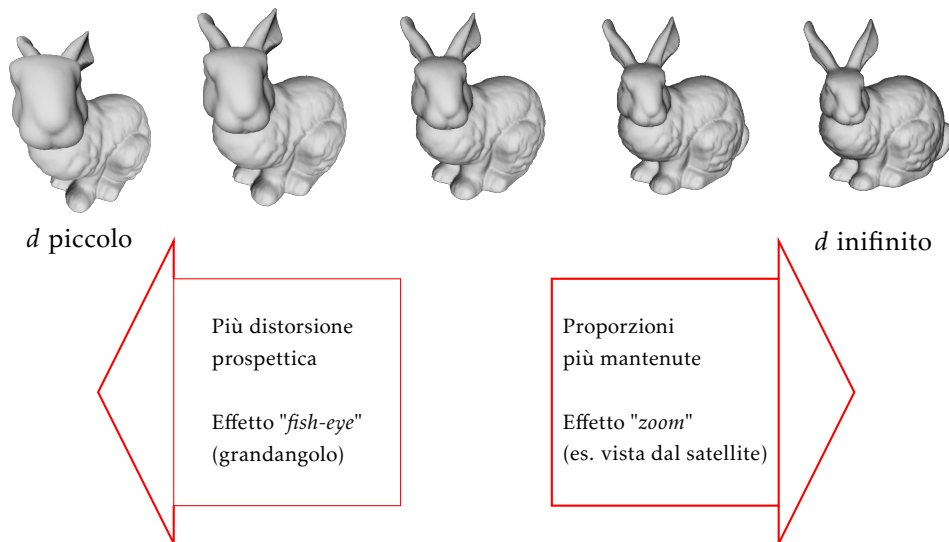 d piccolo
d inifinito
Più distorsione
prospettica
Effetto "fish-eye"
(grandangolo)
Proporzioni
più mantenute
Effetto "zoom"
(es. vista dal satellite)